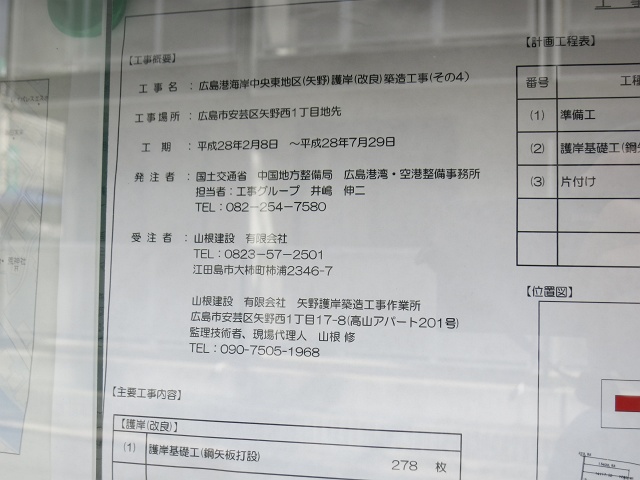 【工事概要】
工事名：広島港海岸中央東地区(矢野)護岸(改良)築造工事(その4)
工事場所：広島市安芸区矢野西1丁目地先
工期：平成28年2月8日 ～平成28年7月29日
発注者：国土交通省 中国地方整備局 広島港湾・空港整備事務所
担当者：工事グループ 井嶋 伸二
TEL：082－254－7580
受注者：山根建設 有限会社
TEL：0823－57－2501
江田島市大柿町柿浦2346-7
山根建設 有限会社 矢野護岸築造工事作業所
広島市安芸区矢野西1丁目17-8(高山アパート201号)
監理技術者、現場代理人 山根 修
TEL：090-7505-1968
【主要工事内容】
【護岸(改良)】
(1) 護岸基礎工(鋼矢板打設) 278 枚
【計画工程表】
番号 工種
(1) 準備工
(2) 護岸基礎工(鋼
(3) 片付け
【位置図】